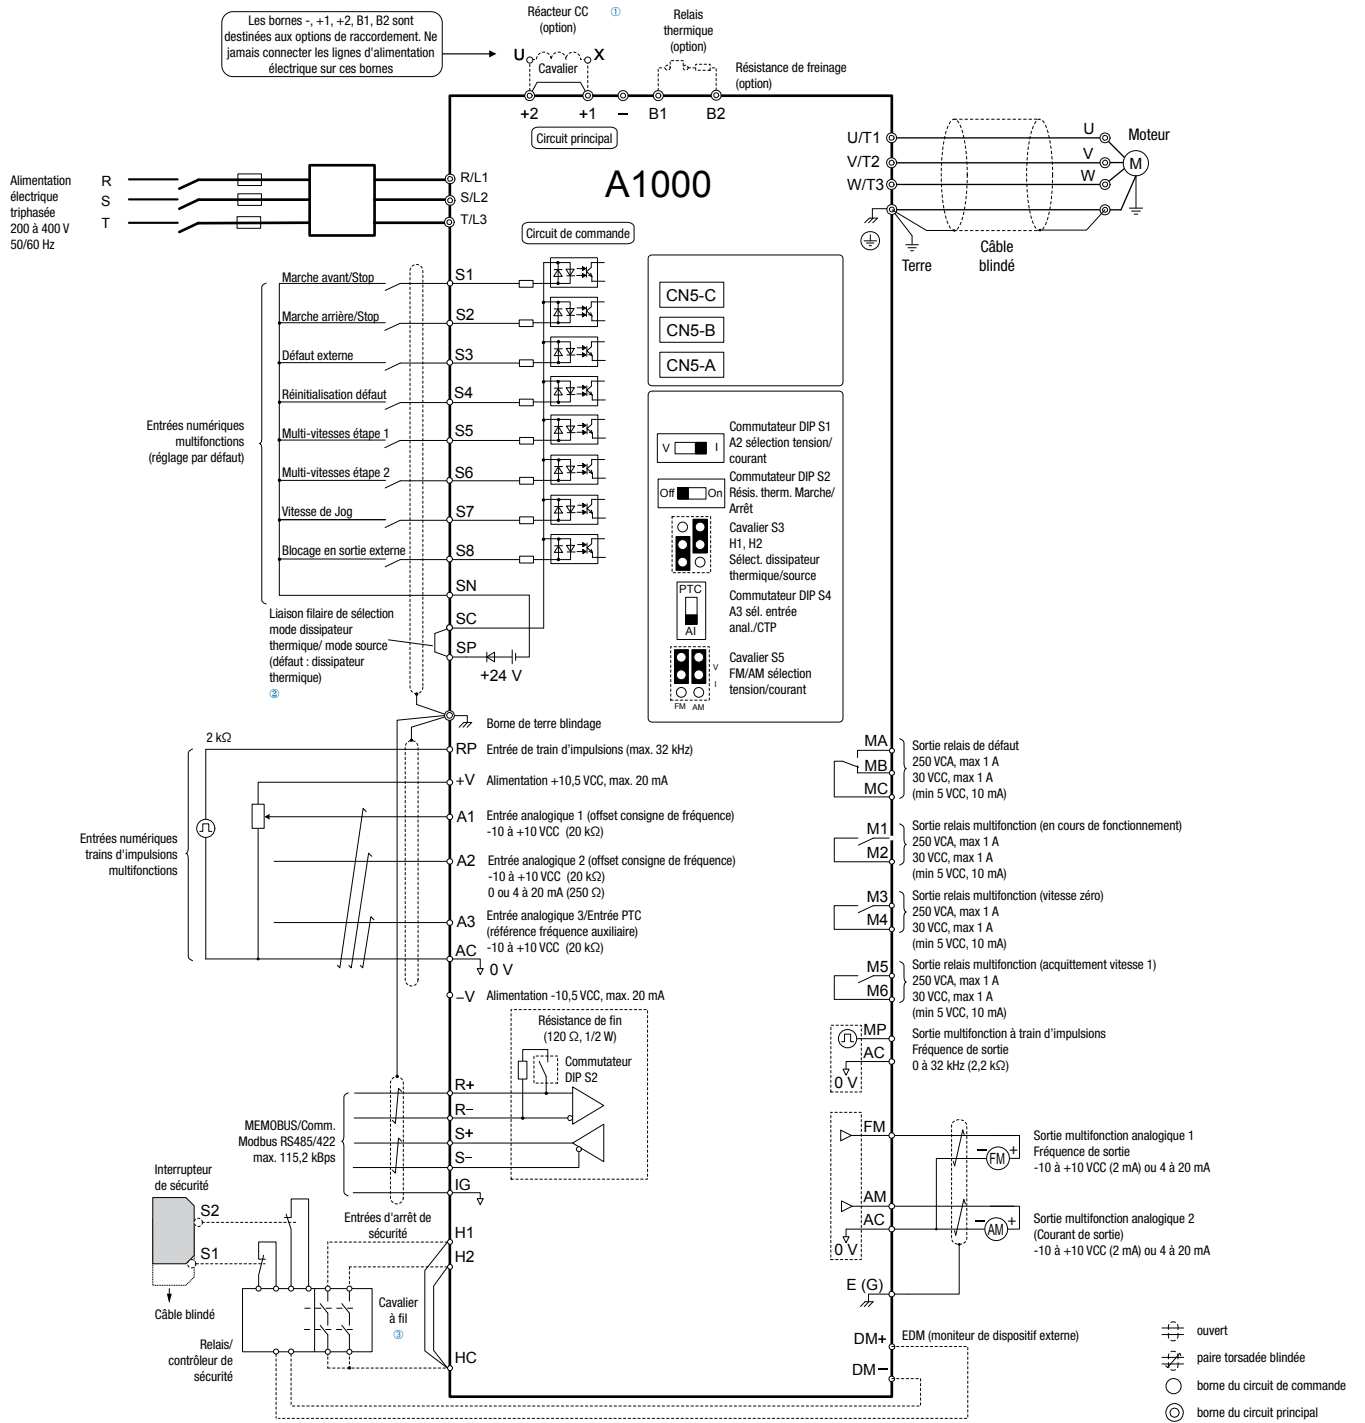 Les bornes -, +1, +2, B1, B2 sont
destinées aux options de raccordement. Ne
jamais connecter les lignes d'alimentation
électrique sur ces bornes
Réacteur CC ①
(option)
U X
Cavalier
Relais
thermique
(option)
Résistance de freinage
(option)
+2 +1 – B1 B2
Circuit principal
A1000
Alimentation
électrique
triphasée
200 à 400 V
50/60 Hz
R
S
T
R/L1
S/L2
T/L3
U/T1
V/T2
W/T3
U
V
W
Moteur
M
Terre
Câble
blindé
Circuit de commande
Entrées numériques
multifonctions
(réglage par défaut)
Marche avant/Stop
S1
Marche arrière/Stop
S2
Défaut externe
S3
Réinitialisation défaut
S4
Multi-vitesses étape 1
S5
Multi-vitesses étape 2
S6
Vitesse de Jog
S7
Blocage en sortie externe
S8
SN
SC
SP
+24 V
Liaison filaire de sélection
mode dissipateur
thermique/ mode source
(défaut : dissipateur
thermique)
②
CN5-C
CN5-B
CN5-A
V I
Commutateur DIP S1
A2 sélection tension/
courant
Off On
Commutateur DIP S2
Résis. therm. Marche/
Arrêt
Cavalier S3
H1, H2
Sélect. dissipateur
thermique/source
PTC
AI
Commutateur DIP S4
A3 sél. entrée
anal./CTP
V
I
FM AM
Cavalier S5
FM/AM sélection
tension/courant
Borne de terre blindage
2 kΩ
Entrées numériques
trains d'impulsions
multifonctions
RP Entrée de train d'impulsions (max. 32 kHz)
+V Alimentation +10,5 VCC, max. 20 mA
A1 Entrée analogique 1 (offset consigne de fréquence)
-10 à +10 VCC (20 kΩ)
A2 Entrée analogique 2 (offset consigne de fréquence)
-10 à +10 VCC (20 kΩ)
0 ou 4 à 20 mA (250 Ω)
A3 Entrée analogique 3/Entrée PTC
(référence fréquence auxiliaire)
-10 à +10 VCC (20 kΩ)
AC
0 V
–V Alimentation -10,5 VCC, max. 20 mA
Résistance de fin
(120 Ω, 1/2 W)
Commutateur
DIP S2
MEMOBUS/Comm.
Modbus RS485/422
max. 115,2 kBps
R+
R–
S+
S–
IG
Interrupteur
de sécurité
S2
S1
Câble blindé
Relais/
contrôleur de
sécurité
Entrées d'arrêt de
sécurité
Cavalier
à fil
③
H1
H2
HC
MA
MB
MC
Sortie relais de défaut
250 VCA, max 1 A
30 VCC, max 1 A
(min 5 VCC, 10 mA)
M1
M2
Sortie relais multifonction (en cours de fonctionnement)
250 VCA, max 1 A
30 VCC, max 1 A
(min 5 VCC, 10 mA)
M3
M4
Sortie relais multifonction (vitesse zéro)
250 VCA, max 1 A
30 VCC, max 1 A
(min 5 VCC, 10 mA)
M5
M6
Sortie relais multifonction (acquittement vitesse 1)
250 VCA, max 1 A
30 VCC, max 1 A
(min 5 VCC, 10 mA)
MP
AC
0 V
Sortie multifonction à train d'impulsions
Fréquence de sortie
0 à 32 kHz (2,2 kΩ)
FM
– FM +
Sortie multifonction analogique 1
Fréquence de sortie
-10 à +10 VCC (2 mA) ou 4 à 20 mA
AM
AC
0 V
– AM +
Sortie multifonction analogique 2
(Courant de sortie)
-10 à +10 VCC (2 mA) ou 4 à 20 mA
E (G)
DM+
DM–
EDM (moniteur de dispositif externe)
ouvert
paire torsadée blindée
borne du circuit de commande
borne du circuit principal